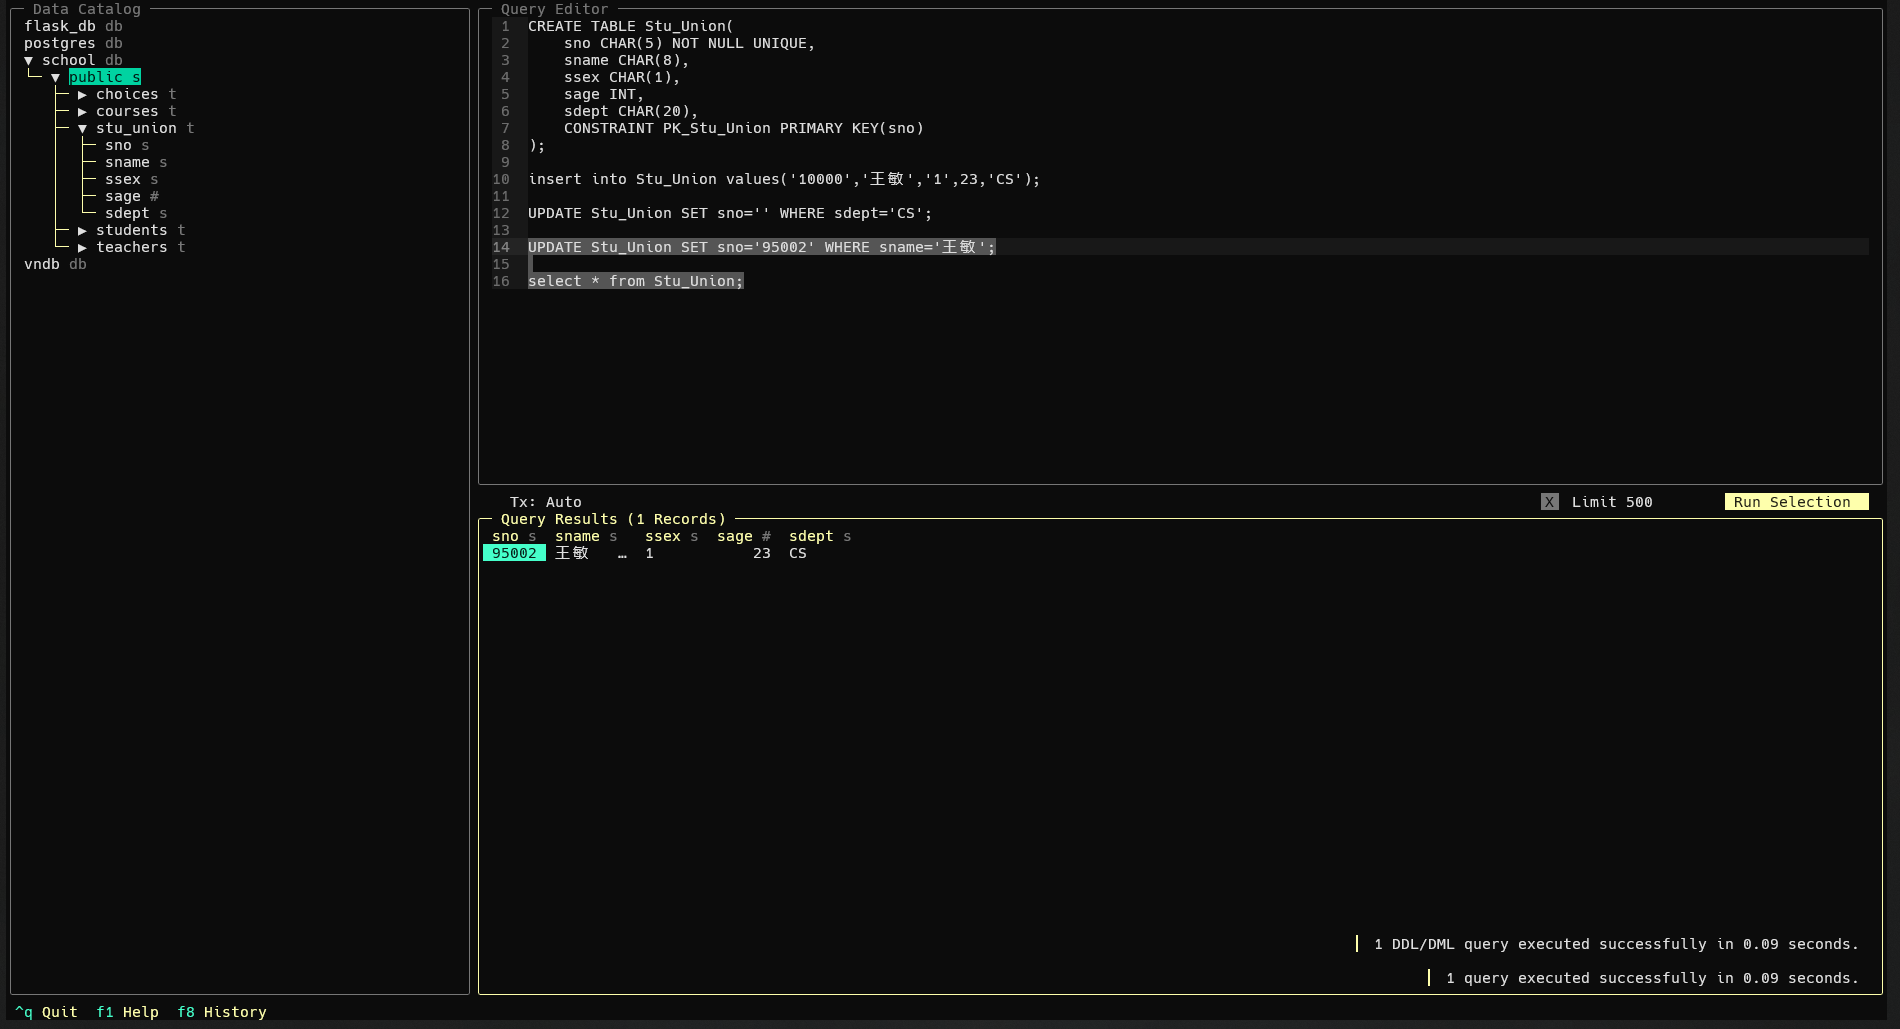 Data Catalog
flask_db db
postgres db
▼ school db
▼ public s
▶ choices t
▶ courses t
▼ stu_union t
sno s
sname s
ssex s
sage #
sdept s
▶ students t
▶ teachers t
vndb db
Query Editor
1 CREATE TABLE Stu_Union(
2     sno CHAR(5) NOT NULL UNIQUE,
3     sname CHAR(8),
4     ssex CHAR(1),
5     sage INT,
6     sdept CHAR(20),
7     CONSTRAINT PK_Stu_Union PRIMARY KEY(sno)
8 );
9
10 insert into Stu_Union values('10000','王敏','1',23,'CS');
11
12 UPDATE Stu_Union SET sno='' WHERE sdept='CS';
13
14 UPDATE Stu_Union SET sno='95002' WHERE sname='王敏';
15
16 select * from Stu_Union;
Tx: Auto X Limit 500 Run Selection
Query Results (1 Records)
sno s sname s ssex s sage # sdept s
95002 王敏 … 1 23 CS
1 DDL/DML query executed successfully in 0.09 seconds.
1 query executed successfully in 0.09 seconds.
^q Quit f1 Help f8 History